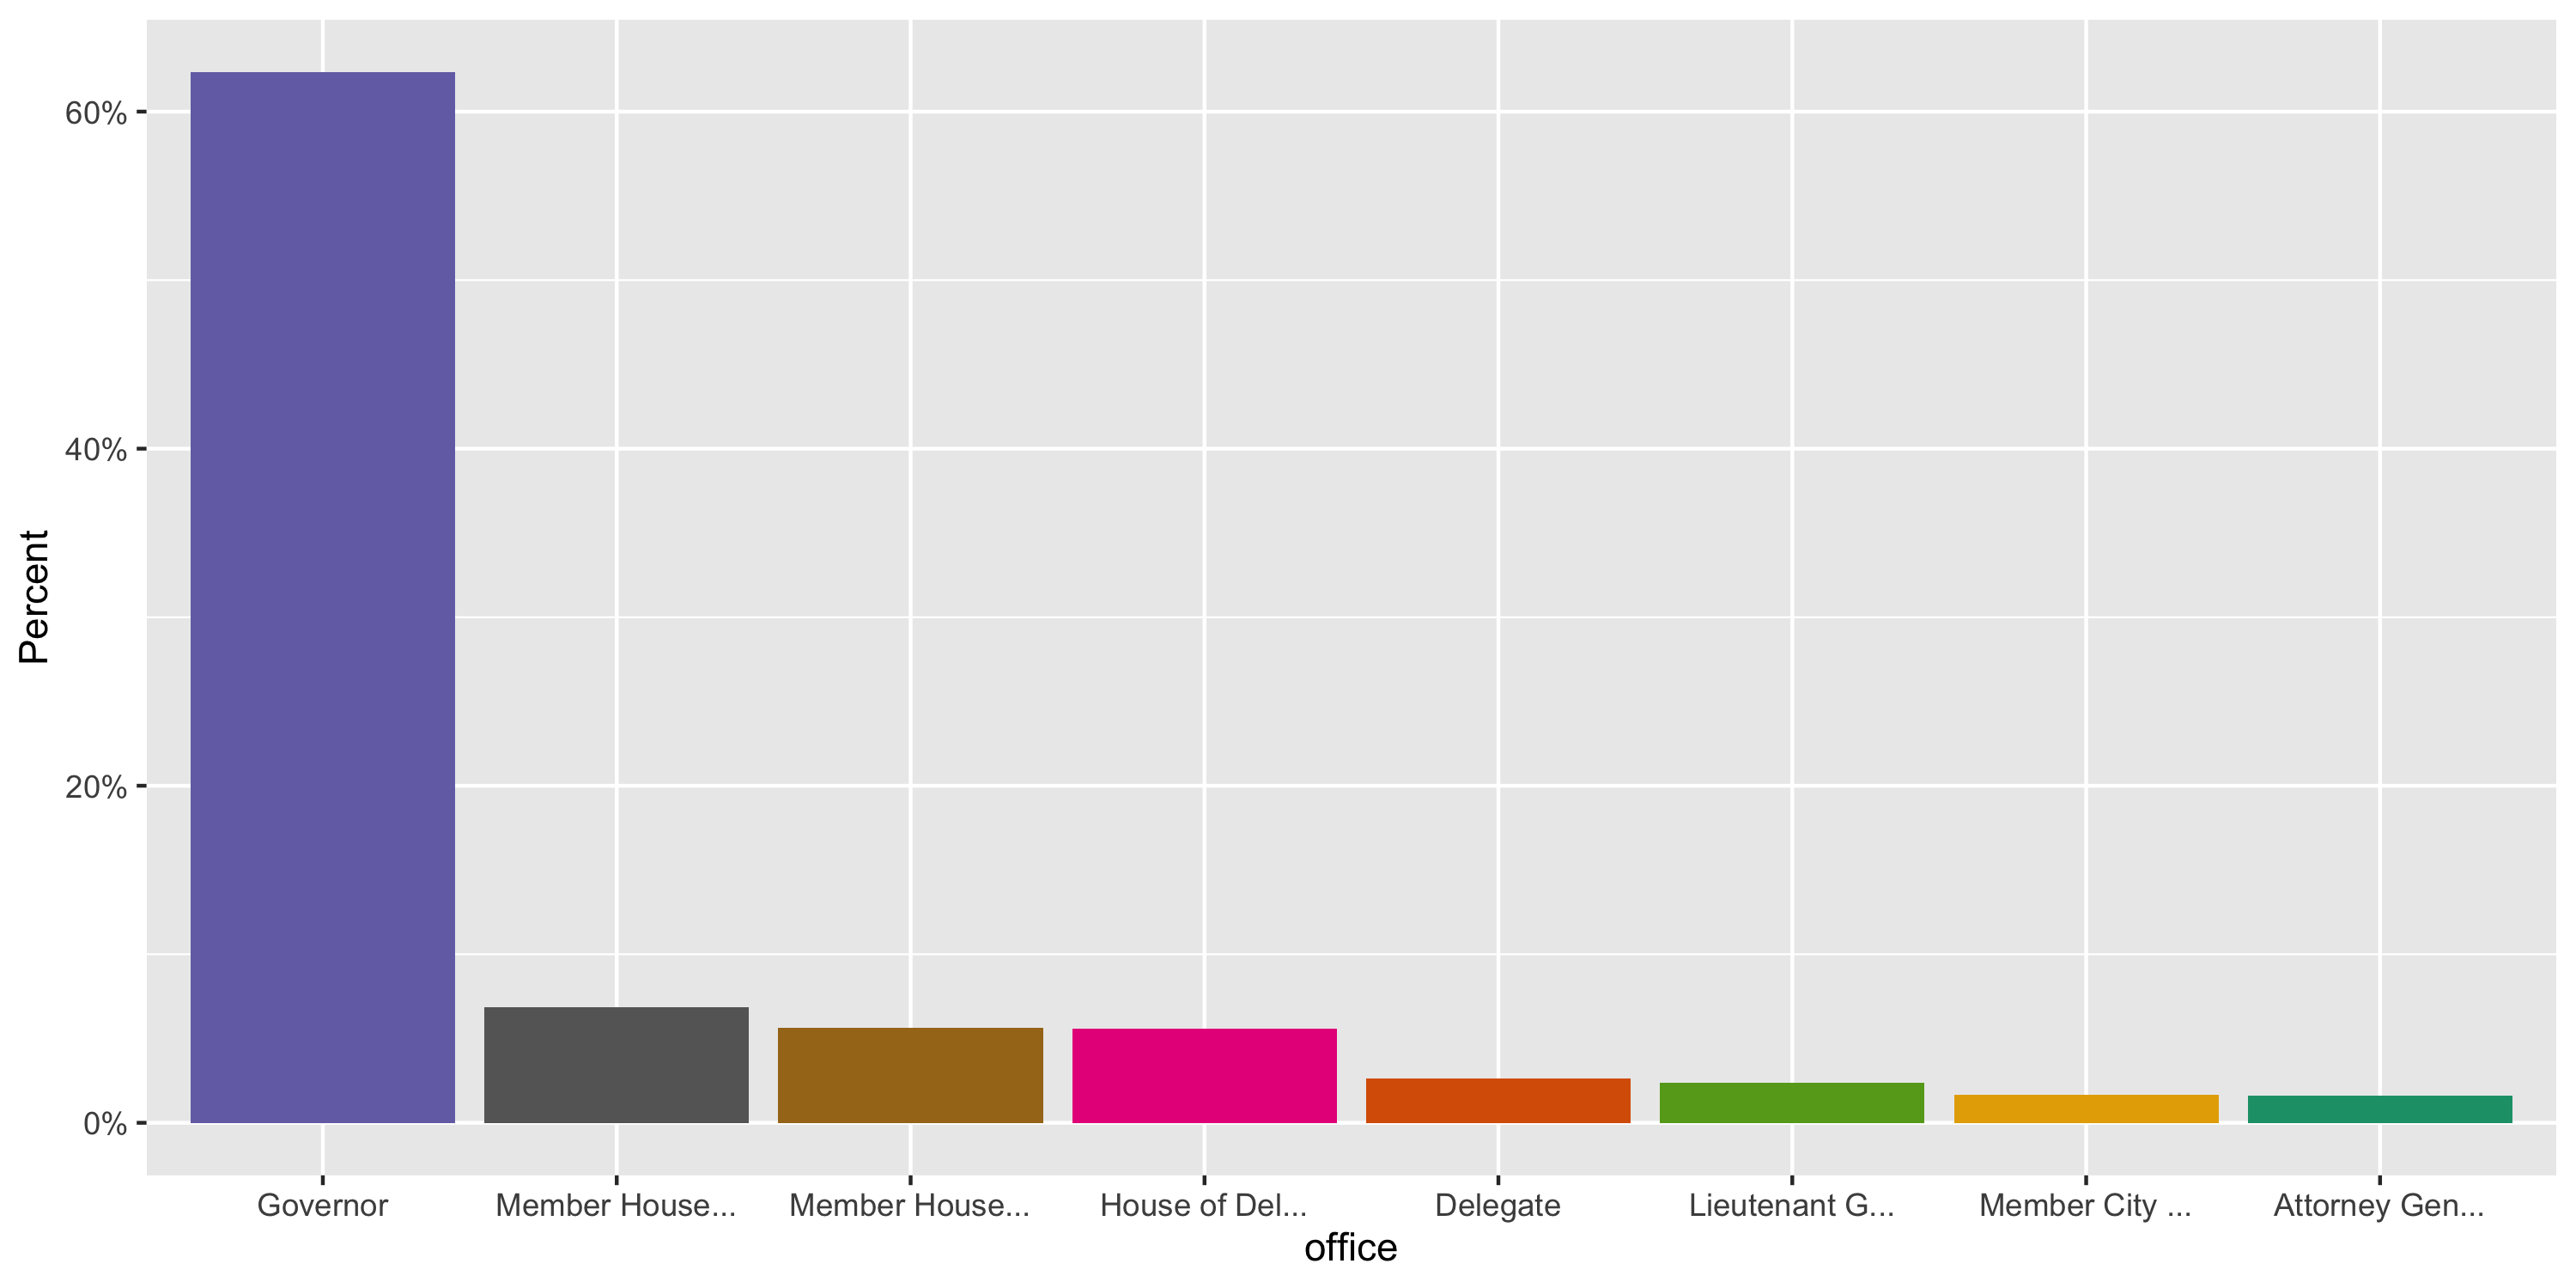 60%
40%
20%
0%
Percent
Governor
Member House...
Member House...
House of Del...
Delegate
Lieutenant G...
Member City ...
Attorney Gen...
office